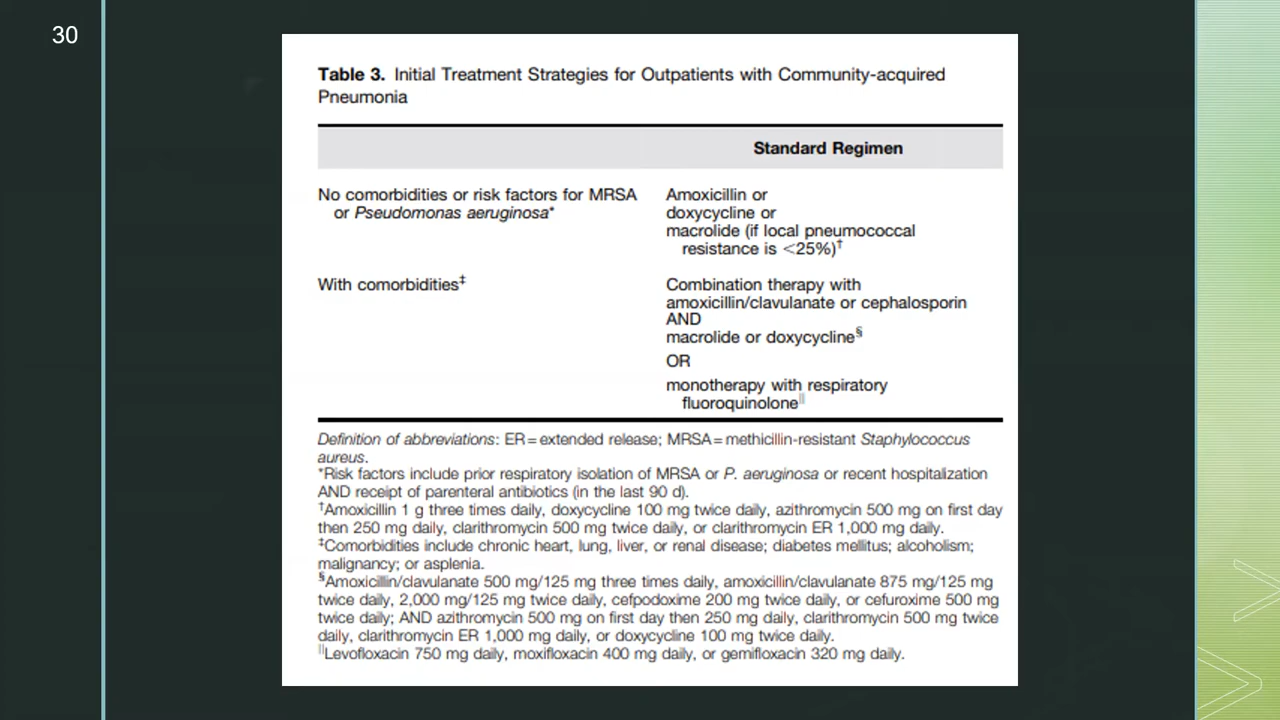 30
Table 3. Initial Treatment Strategies for Outpatients with Community-acquired
Pneumonia
Standard Regimen
No comorbidities or risk factors for MRSA
or Pseudomonas aeruginosa*
Amoxicillin or
doxycycline or
macrolide (if local pneumococcal
resistance is <25%)†
With comorbidities‡
Combination therapy with
amoxicillin/clavulanate or cephalosporin
AND
macrolide or doxycycline§
OR
monotherapy with respiratory
fluoroquinolone||
Definition of abbreviations: ER = extended release; MRSA = methicillin-resistant Staphylococcus
aureus.
*Risk factors include prior respiratory isolation of MRSA or P. aeruginosa or recent hospitalization
AND receipt of parenteral antibiotics (in the last 90 d).
†Amoxicillin 1 g three times daily, doxycycline 100 mg twice daily, azithromycin 500 mg on first day
then 250 mg daily, clarithromycin 500 mg twice daily, or clarithromycin ER 1,000 mg daily.
‡Comorbidities include chronic heart, lung, liver, or renal disease; diabetes mellitus; alcoholism;
malignancy; or asplenia.
§Amoxicillin/clavulanate 500 mg/125 mg three times daily, amoxicillin/clavulanate 875 mg/125 mg
twice daily, 2,000 mg/125 mg twice daily, cefpodoxime 200 mg twice daily, or cefuroxime 500 mg
twice daily; AND azithromycin 500 mg on first day then 250 mg daily, clarithromycin 500 mg twice
daily, clarithromycin ER 1,000 mg daily, or doxycycline 100 mg twice daily.
||Levofloxacin 750 mg daily, moxifloxacin 400 mg daily, or gemifloxacin 320 mg daily.